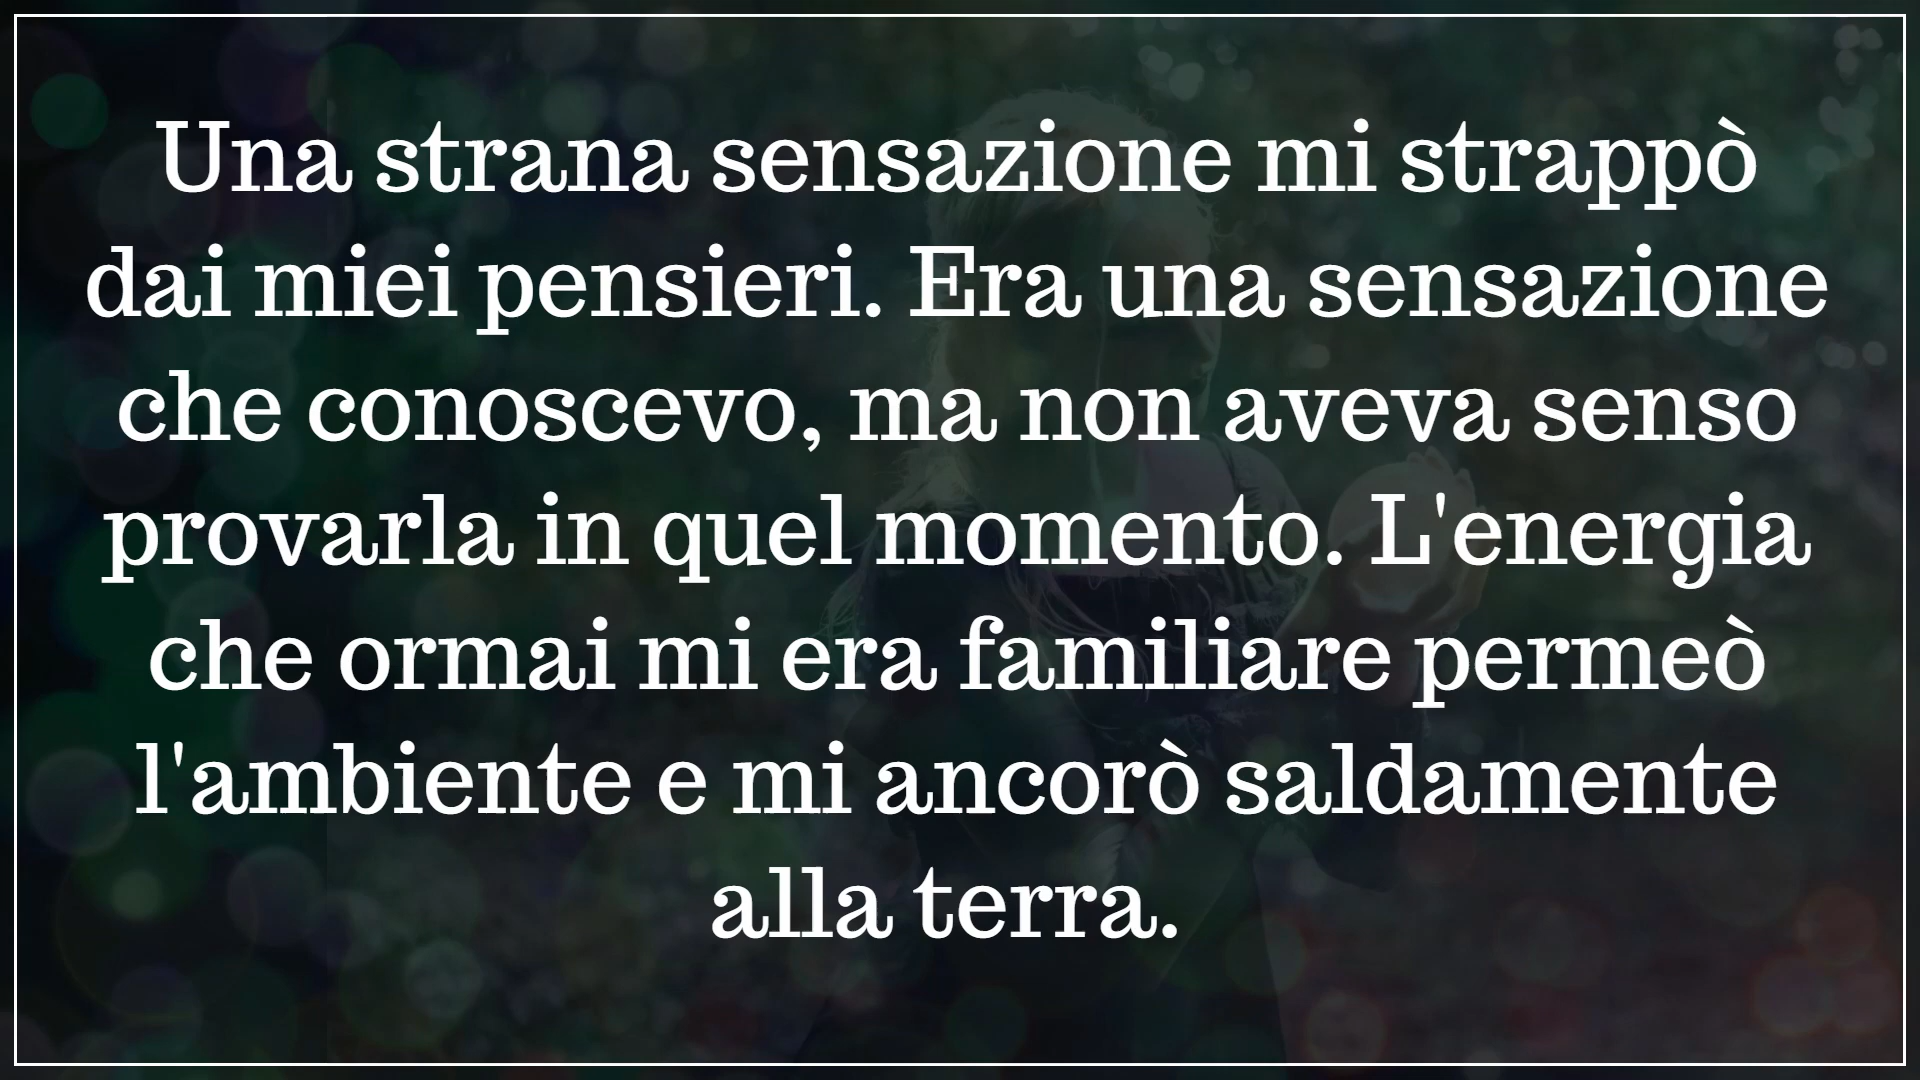 Una strana sensazione mi strappò
dai miei pensieri. Era una sensazione
che conoscevo, ma non aveva senso
provarla in quel momento. L'energia
che ormai mi era familiare permeò
l'ambiente e mi ancorò saldamente
alla terra.